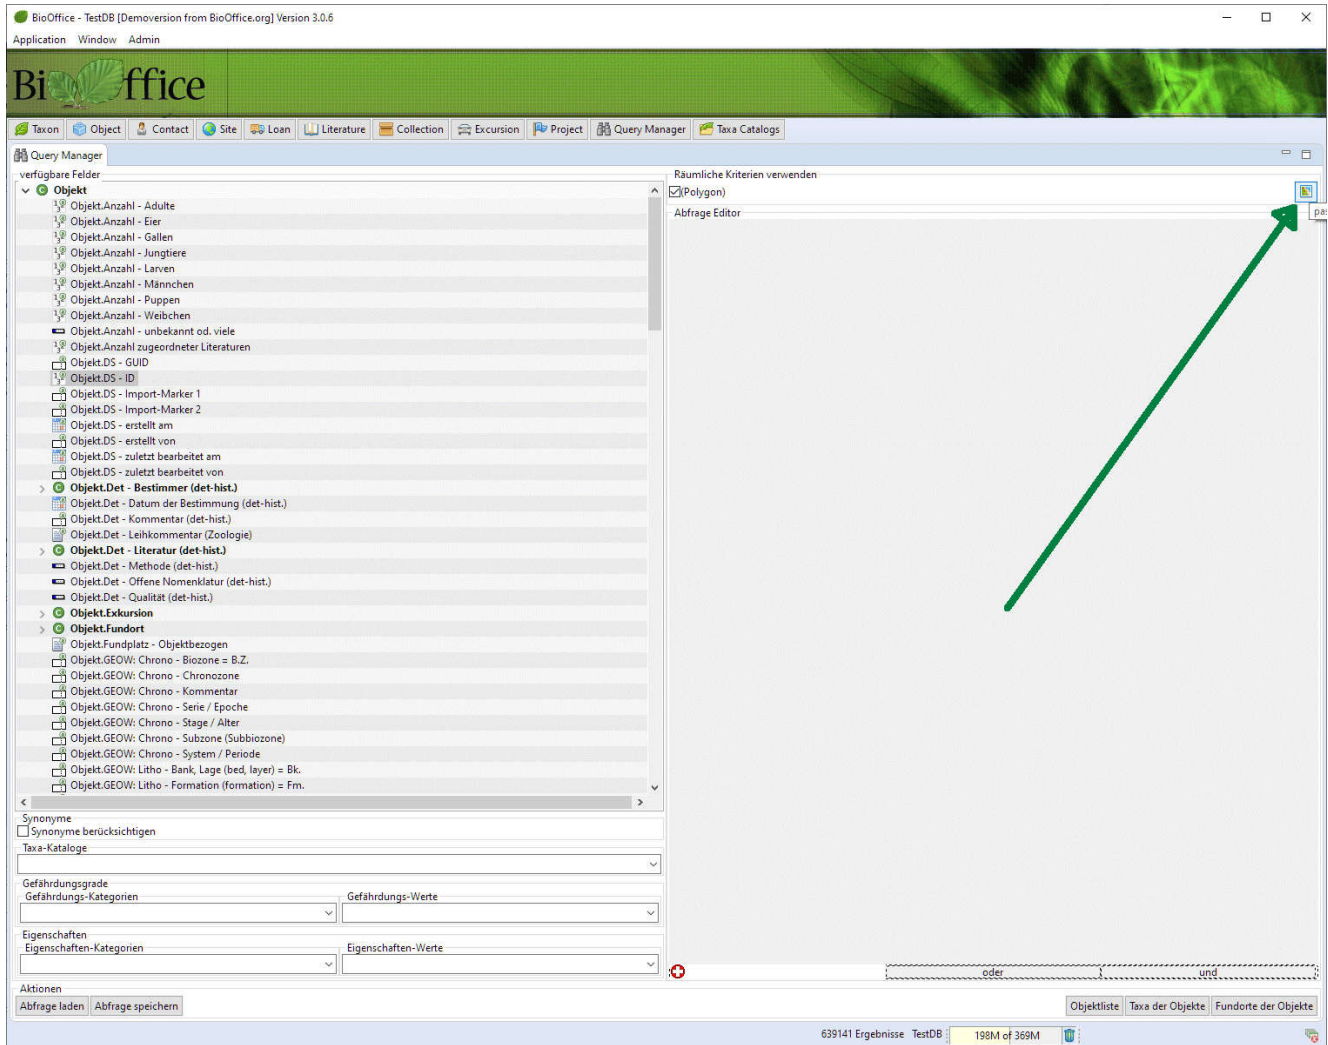 BioOffice - TestDB [Demoversion from BioOffice.org] Version 3.0.6
Application Window Admin
BiOffice
Taxon Object Contact Site Loan Literature Collection Excursion Project Query Manager Taxa Catalogs
Query Manager
verfügbare Felder
Objekt
Objekt.Anzahl - Adulte
Objekt.Anzahl - Eier
Objekt.Anzahl - Gallen
Objekt.Anzahl - Jungtiere
Objekt.Anzahl - Larven
Objekt.Anzahl - Männchen
Objekt.Anzahl - Puppen
Objekt.Anzahl - Weibchen
Objekt.Anzahl - unbekannt od. viele
Objekt.Anzahl zugeordneter Literaturen
Objekt.DS - GUID
Objekt.DS - ID
Objekt.DS - Import-Marker 1
Objekt.DS - Import-Marker 2
Objekt.DS - erstellt am
Objekt.DS - erstellt von
Objekt.DS - zuletzt bearbeitet am
Objekt.DS - zuletzt bearbeitet von
Objekt.Det - Bestimmer (det-hist.)
Objekt.Det - Datum der Bestimmung (det-hist.)
Objekt.Det - Kommentar (det-hist.)
Objekt.Det - Leihkommentar (Zoologie)
Objekt.Det - Literatur (det-hist.)
Objekt.Det - Methode (det-hist.)
Objekt.Det - Offene Nomenklatur (det-hist.)
Objekt.Det - Qualität (det-hist.)
Objekt.Exkursion
Objekt.Fundort
Objekt.Fundplatz - Objektbezogen
Objekt.GEOW: Chrono - Biozone = B.Z.
Objekt.GEOW: Chrono - Chronozone
Objekt.GEOW: Chrono - Kommentar
Objekt.GEOW: Chrono - Serie / Epoche
Objekt.GEOW: Chrono - Stage / Alter
Objekt.GEOW: Chrono - Subzone (Subbiozone)
Objekt.GEOW: Chrono - System / Periode
Objekt.GEOW: Litho - Bank, Lage (bed, layer) = Bk.
Objekt.GEOW: Litho - Formation (formation) = Fm.
Synonyme
Synonyme berücksichtigen
Taxa-Kataloge
Gefährdungsgrade
Gefährdungs-Kategorien Gefährdungs-Werte
Eigenschaften
Eigenschaften-Kategorien Eigenschaften-Werte
Räumliche Kriterien verwenden
(Polygon)
pas
Abfrage Editor
oder und
Aktionen
Abfrage laden Abfrage speichern Objektliste Taxa der Objekte Fundorte der Objekte
639141 Ergebnisse TestDB 198M of 369M